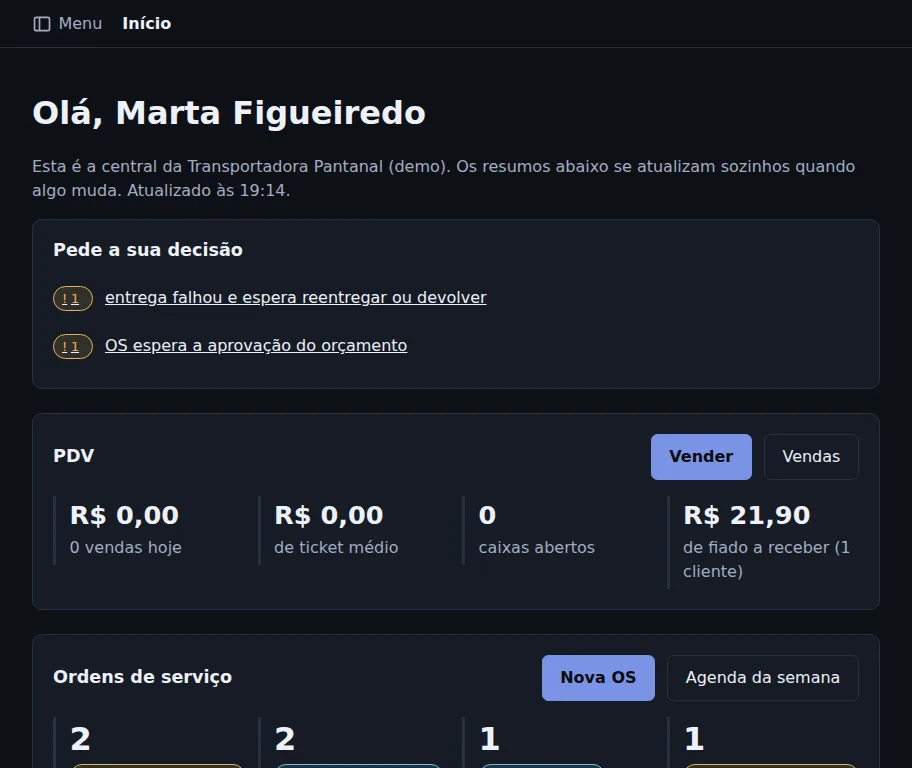 Menu Início
Olá, Marta Figueiredo
Esta é a central da Transportadora Pantanal (demo). Os resumos abaixo se atualizam sozinhos quando
algo muda. Atualizado às 19:14.
Pede a sua decisão
! 1 entrega falhou e espera reentregar ou devolver
! 1 OS espera a aprovação do orçamento
PDV Vender Vendas
R$ 0,00 R$ 0,00 0 R$ 21,90
0 vendas hoje de ticket médio caixas abertos de fiado a receber (1
cliente)
Ordens de serviço Nova OS Agenda da semana
2 2 1 1